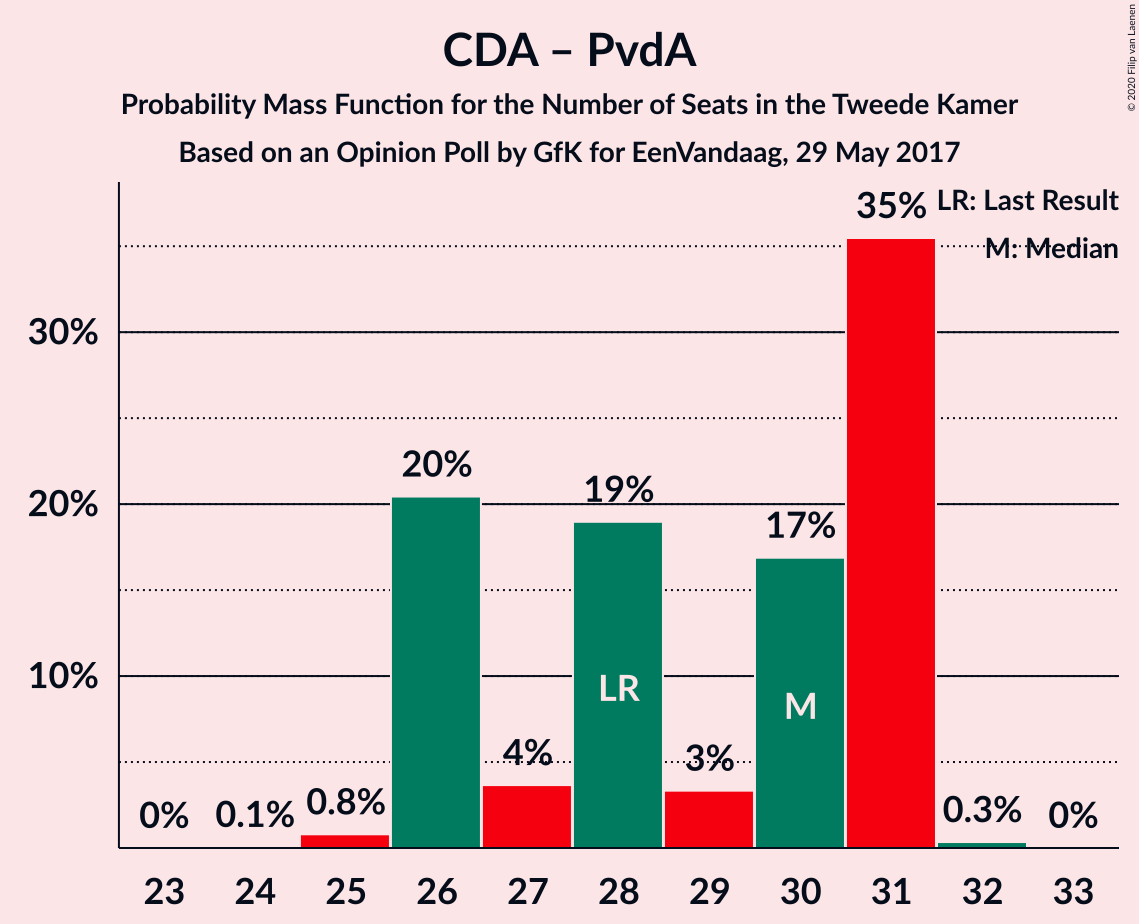 CDA – PvdA
Probability Mass Function for the Number of Seats in the Tweede Kamer
Based on an Opinion Poll by GfK for EenVandaag, 29 May 2017
© 2020 Filip van Laenen
LR: Last Result
M: Median
30%
20%
10%
0%
0.1%
0.8%
20%
4%
19%
3%
17%
35%
0.3%
0%
LR
M
23 24 25 26 27 28 29 30 31 32 33